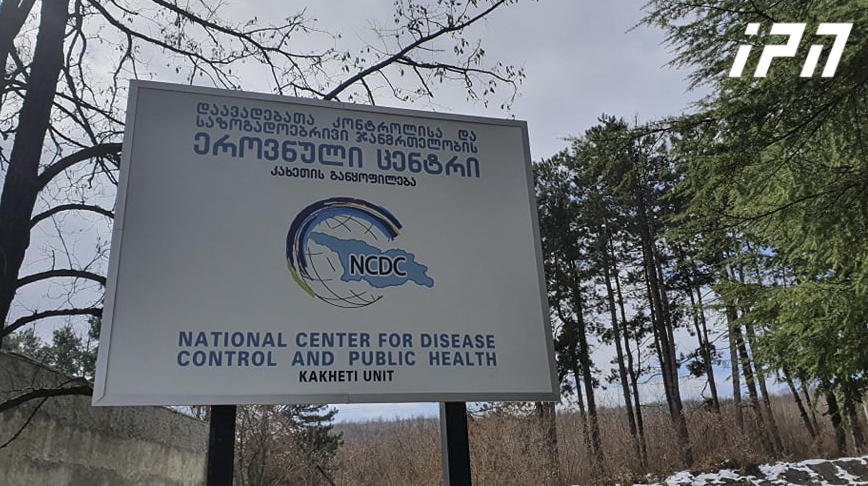 ᲘᲞᲜ
ᲓᲐᲐᲕᲐᲓᲔᲑᲐᲗᲐ ᲙᲝᲜᲢᲠᲝᲚᲘᲡᲐ ᲓᲐ
ᲡᲐᲖᲝᲒᲐᲓᲝᲔᲑᲠᲘᲕᲘ ᲯᲐᲜᲛᲠᲗᲔᲚᲝᲑᲘᲡ
ᲔᲠᲝᲕᲜᲣᲚᲘ ᲪᲔᲜᲢᲠᲘ
ᲙᲐᲮᲔᲗᲘᲡ ᲒᲐᲜᲧᲝᲤᲘᲚᲔᲑᲐ
NCDC
NATIONAL CENTER FOR DISEASE
CONTROL AND PUBLIC HEALTH
KAKHETI UNIT